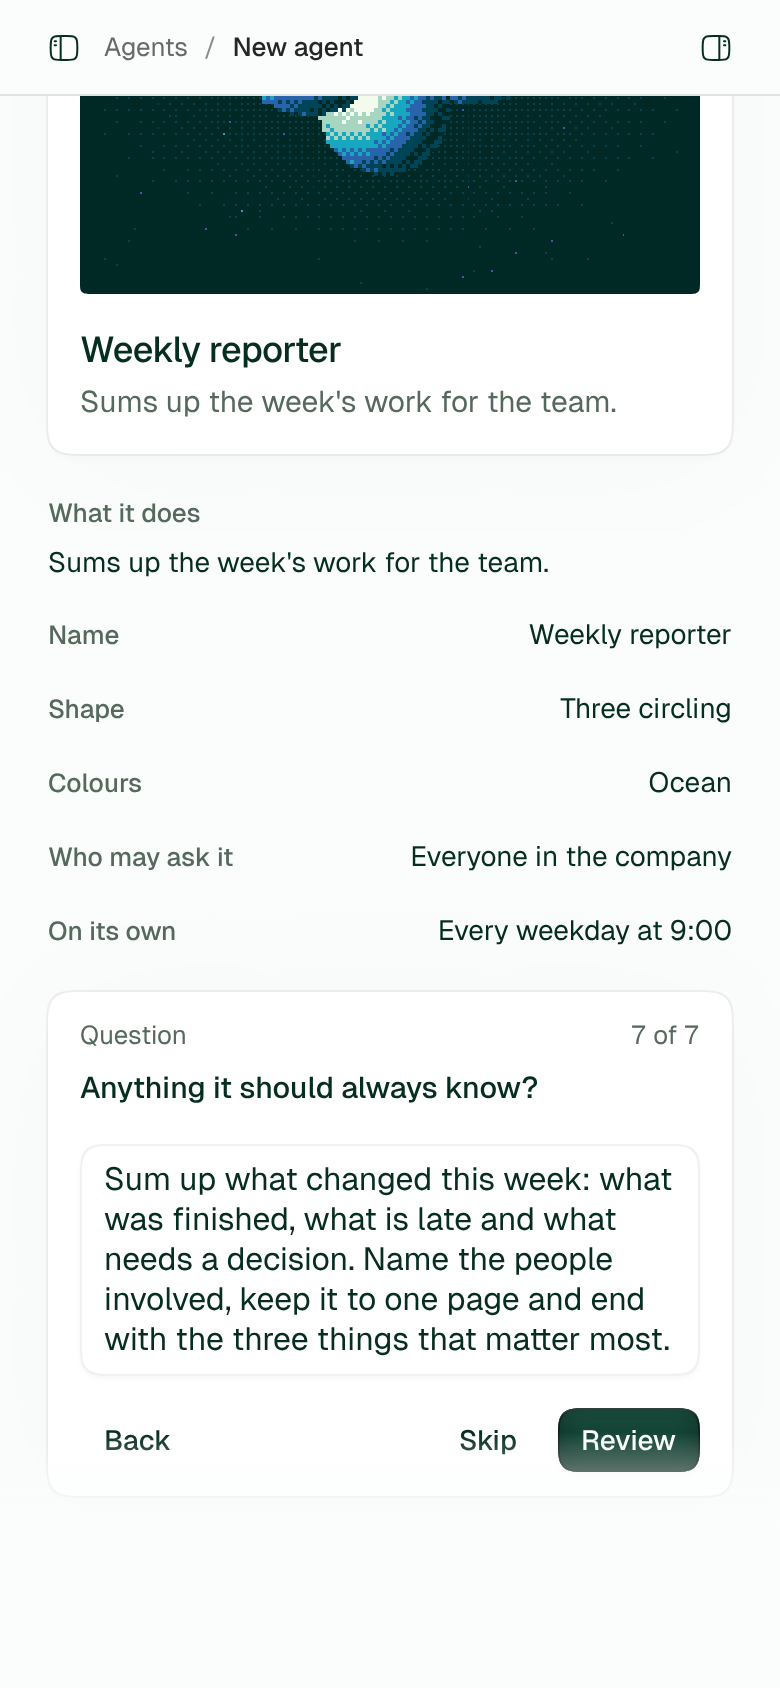 Agents / New agent
Weekly reporter
Sums up the week's work for the team.
What it does
Sums up the week's work for the team.
Name Weekly reporter
Shape Three circling
Colours Ocean
Who may ask it Everyone in the company
On its own Every weekday at 9:00
Question 7 of 7
Anything it should always know?
Sum up what changed this week: what
was finished, what is late and what
needs a decision. Name the people
involved, keep it to one page and end
with the three things that matter most.
Back Skip Review